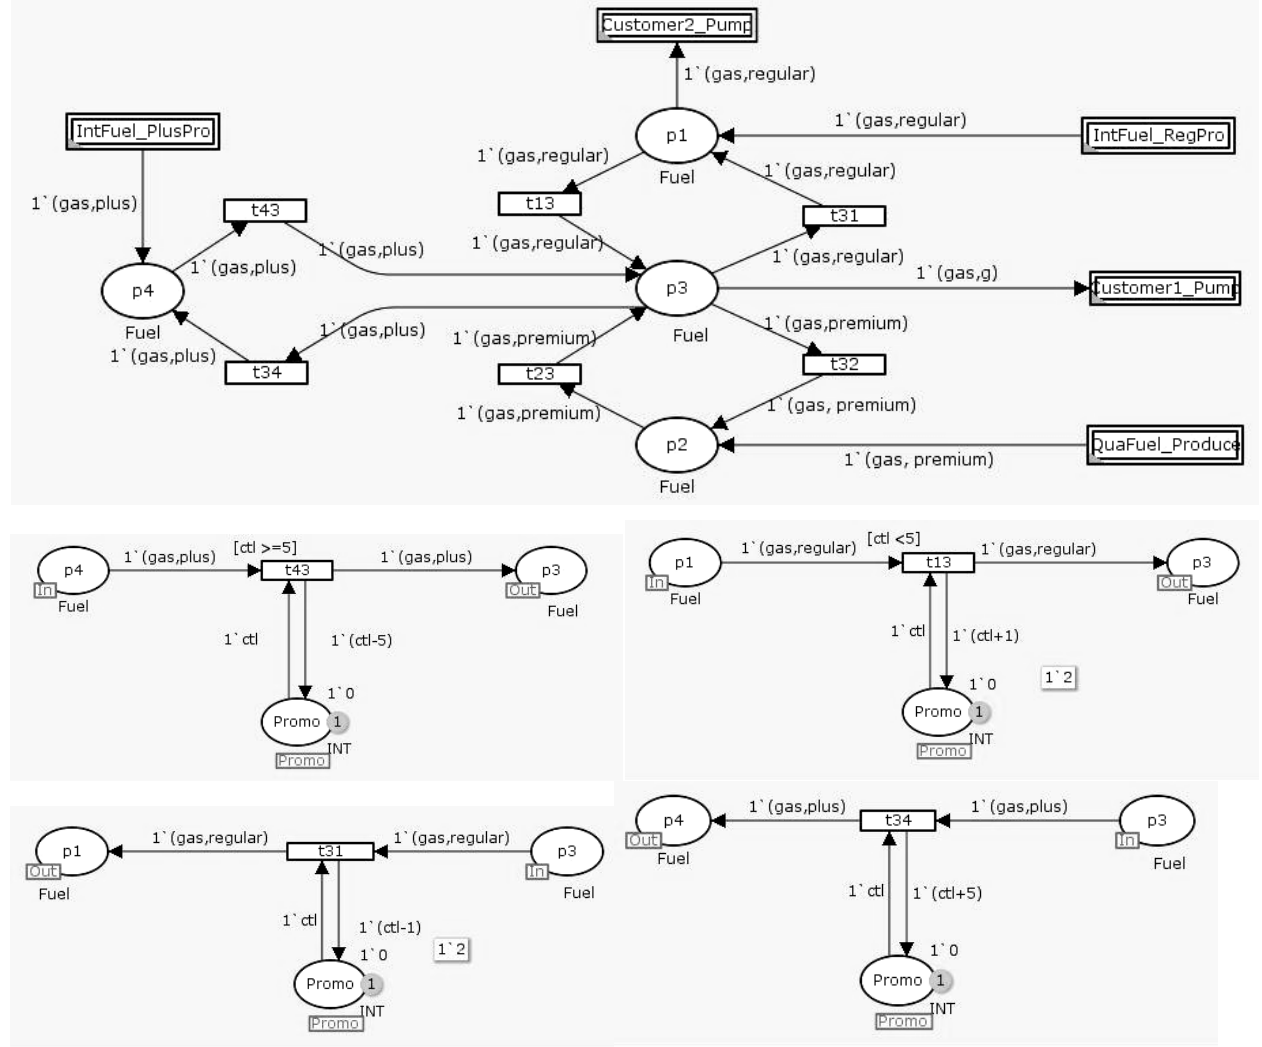 Customer2_Pump
1`(gas,regular)
IntFuel_PlusPro
p1
1`(gas,regular)
IntFuel_RegPro
1`(gas,regular)
Fuel
1`(gas,regular)
1`(gas,plus)
t43
t13
t31
1`(gas,plus)
1`(gas,regular)
1`(gas,plus)
1`(gas,regular)
1`(gas,g)
p4
p3
Customer1_Pump
Fuel
1`(gas,plus)
1`(gas,premium)
Fuel
1`(gas,plus)
1`(gas,premium)
t34
t23
t32
1`(gas,premium)
1`(gas, premium)
p2
QuaFuel_Produce
1`(gas, premium)
Fuel
[ctl >=5]
p4
1`(gas,plus)
t43
1`(gas,plus)
p3
In
Out
Fuel
Fuel
1`ctl
1`(ctl-5)
1`0
Promo
1
INT
Promo
[ctl <5]
p1
1`(gas,regular)
t13
1`(gas,regular)
p3
In
Out
Fuel
Fuel
1`ctl
1`(ctl+1)
1`2
1`0
Promo
1
INT
Promo
p1
1`(gas,regular)
t31
1`(gas,regular)
p3
Out
In
Fuel
Fuel
1`ctl
1`(ctl-1)
1`2
1`0
Promo
1
INT
Promo
p4
1`(gas,plus)
t34
1`(gas,plus)
p3
Out
In
Fuel
Fuel
1`ctl
1`(ctl+5)
1`0
Promo
1
INT
Promo